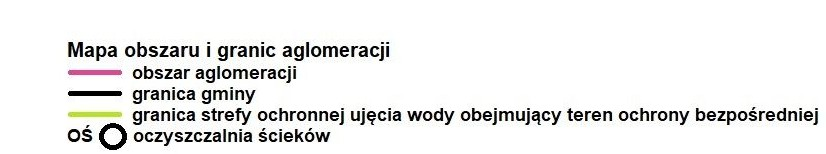 Mapa obszaru i granic aglomeracji
obszar aglomeracji
granica gminy
granica strefy ochronnej ujęcia wody obejmujący teren ochrony bezpośredniej
OŚ oczyszczalnia ścieków